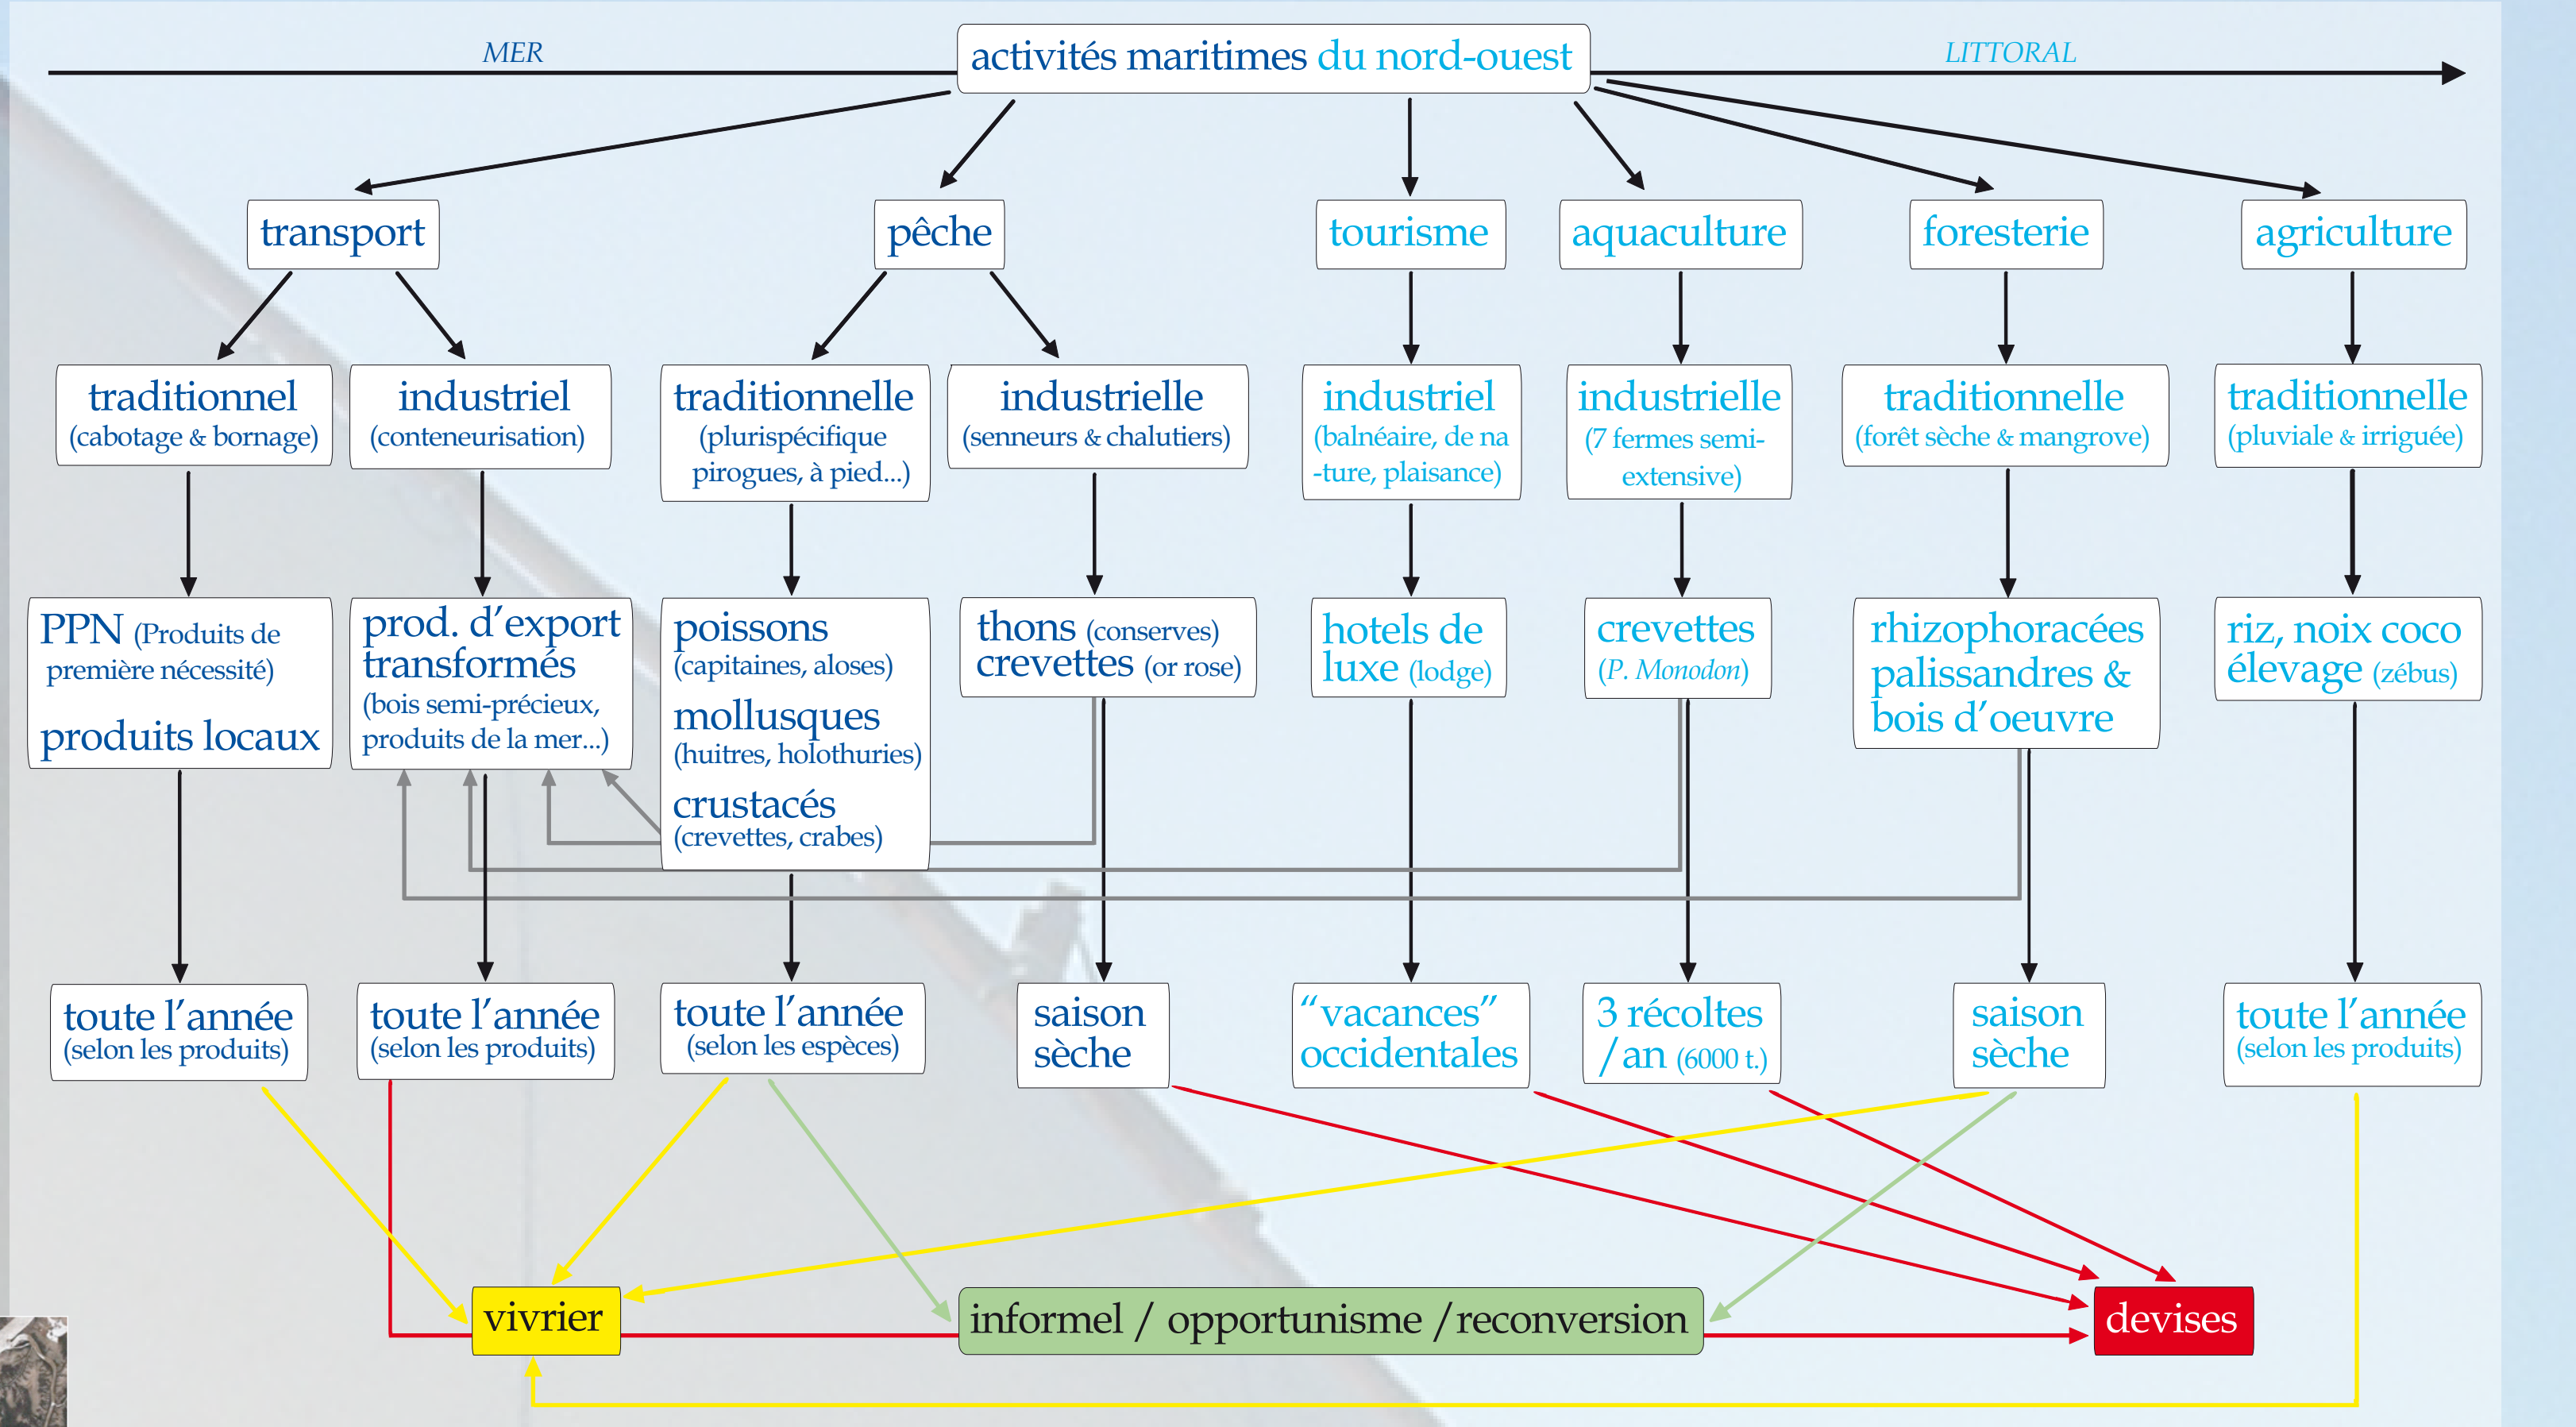 MER
activités maritimes du nord-ouest
LITTORAL
transport
pêche
tourisme
aquaculture
foresterie
agriculture
traditionnel
(cabotage & bornage)
industriel
(conteneurisation)
traditionnelle
(plurispécifique
pirogues, à pied...)
industrielle
(senneurs & chalutiers)
industriel
(balnéaire, de na
-ture, plaisance)
industrielle
(7 fermes semi-
extensive)
traditionnelle
(forêt sèche & mangrove)
traditionnelle
(pluviale & irriguée)
PPN (Produits de
première nécessité)
produits locaux
prod. d’export
transformés
(bois semi-précieux,
produits de la mer...)
poissons
(capitaines, aloses)
mollusques
(huitres, holothuries)
crustacés
(crevettes, crabes)
thons (conserves)
crevettes (or rose)
hotels de
luxe (lodge)
crevettes
(P. Monodon)
rhizophoracées
palissandres &
bois d’oeuvre
riz, noix coco
élevage (zébus)
toute l’année
(selon les produits)
toute l’année
(selon les produits)
toute l’année
(selon les espèces)
saison
sèche
“vacances”
occidentales
3 récoltes
/an (6000 t.)
saison
sèche
toute l’année
(selon les produits)
vivrier
informel / opportunisme /reconversion
devises